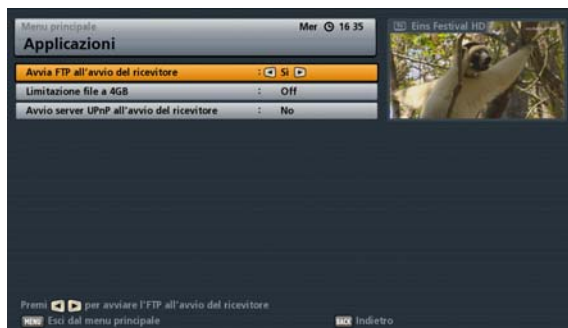 Menu principale
Mer 16 35
Eins Festival HD
Applicazioni
Avvia FTP all'avvio del ricevitore : Sì
Limitazione file a 4GB : Off
Avvio server UPnP all'avvio del ricevitore : No
Premi per avviare l'FTP all'avvio del ricevitore
MENU Esci dal menu principale
BACK Indietro